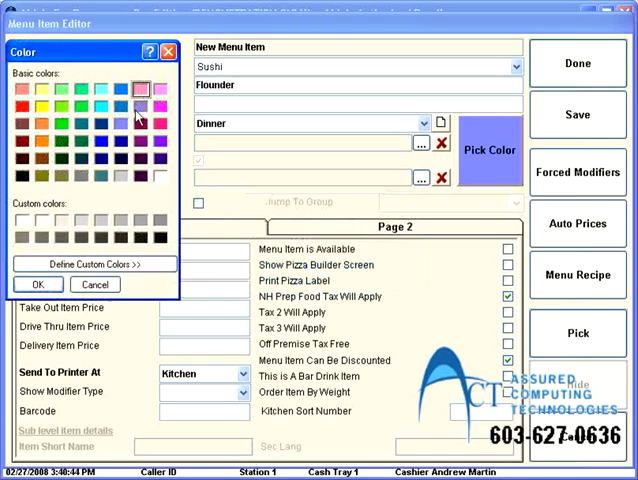 Menu Item Editor
Color
Basic colors:
Custom colors:
Define Custom Colors >>
OK
Cancel
New Menu Item
Sushi
Flounder
Dinner
...
...
Pick Color
Jump To Group
Page 2
Menu Item is Available
Show Pizza Builder Screen
Print Pizza Label
NH Prep Food Tax Will Apply
Tax 2 Will Apply
Tax 3 Will Apply
Off Premise Tax Free
Menu Item Can Be Discounted
This is A Bar Drink Item
Order Item By Weight
Kitchen Sort Number
Take Out Item Price
Drive Thru Item Price
Delivery Item Price
Send To Printer At
Kitchen
Show Modifier Type
Barcode
Sub level item details
Item Short Name
Sec Lang
Done
Save
Forced Modifiers
Auto Prices
Menu Recipe
Pick
Hide
ACT ASSURED
COMPUTING
TECHNOLOGIES
603-627-0636
02/27/2008 3:40:44 PM
Caller ID
Station 1
Cash Tray 1
Cashier Andrew Martin